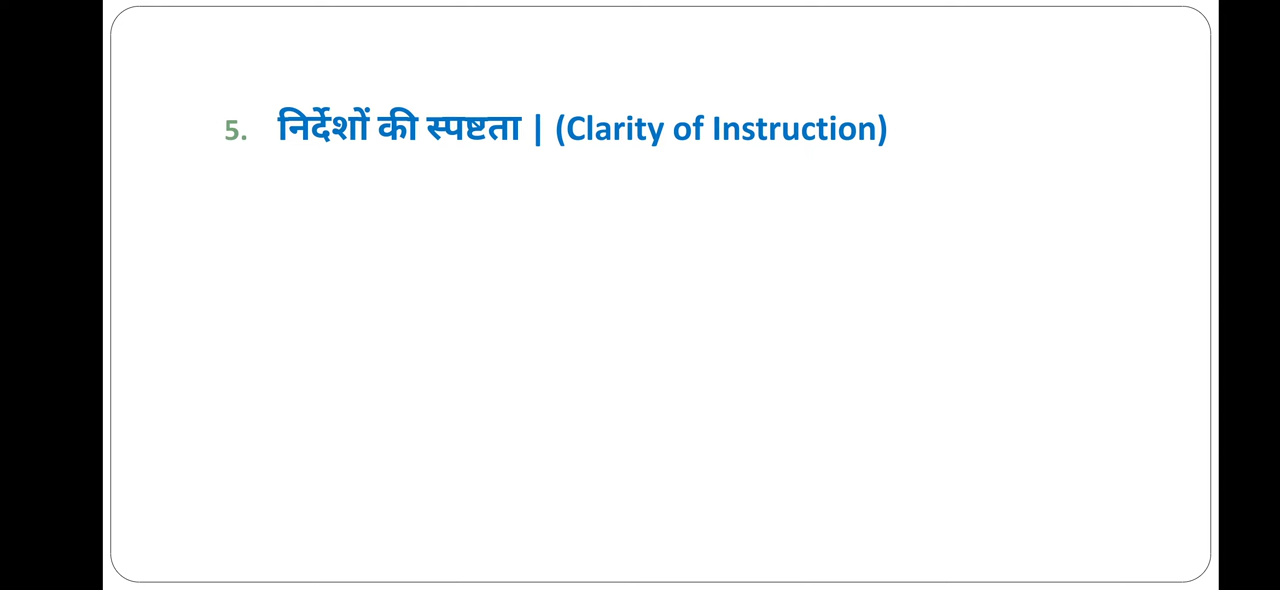 5. निर्देशों की स्पष्टता | (Clarity of Instruction)